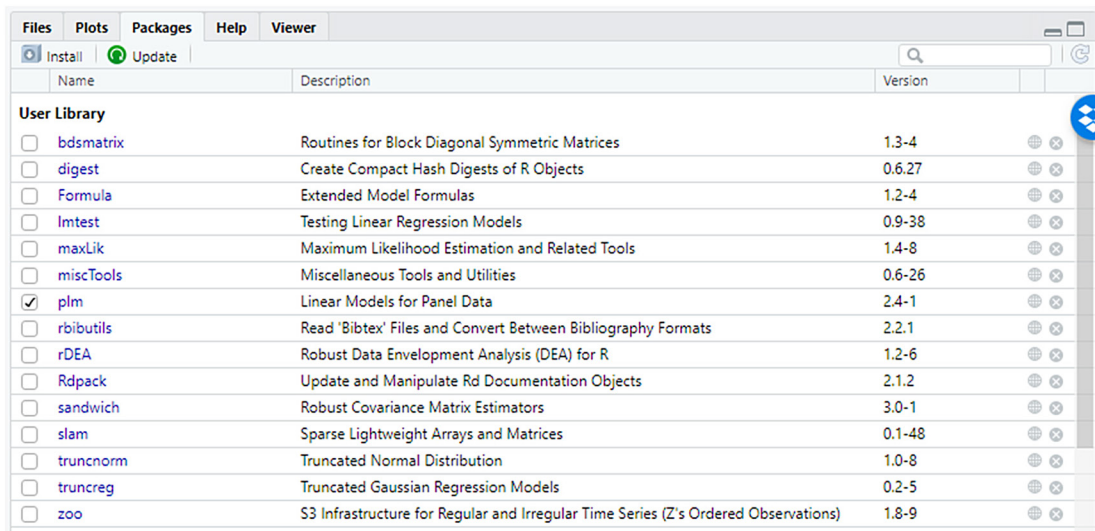 Files Plots Packages Help Viewer
Install Update
Name Description Version
User Library
bdsmatrix Routines for Block Diagonal Symmetric Matrices 1.3-4
digest Create Compact Hash Digests of R Objects 0.6.27
Formula Extended Model Formulas 1.2-4
lmtest Testing Linear Regression Models 0.9-38
maxLik Maximum Likelihood Estimation and Related Tools 1.4-8
miscTools Miscellaneous Tools and Utilities 0.6-26
plm Linear Models for Panel Data 2.4-1
rbibutils Read 'Bibtex' Files and Convert Between Bibliography Formats 2.2.1
rDEA Robust Data Envelopment Analysis (DEA) for R 1.2-6
Rdpack Update and Manipulate Rd Documentation Objects 2.1.2
sandwich Robust Covariance Matrix Estimators 3.0-1
slam Sparse Lightweight Arrays and Matrices 0.1-48
truncnorm Truncated Normal Distribution 1.0-8
truncreg Truncated Gaussian Regression Models 0.2-5
zoo S3 Infrastructure for Regular and Irregular Time Series (Z's Ordered Observations) 1.8-9